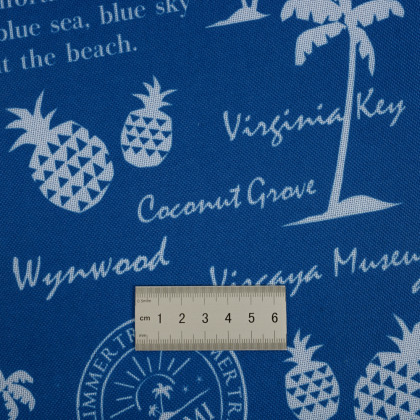 blue sea, blue sky
t the beach.
Virginia Key
Coconut Grove
Wynwood
Vizcaya Museu
cm 1 2 3 4 5 6